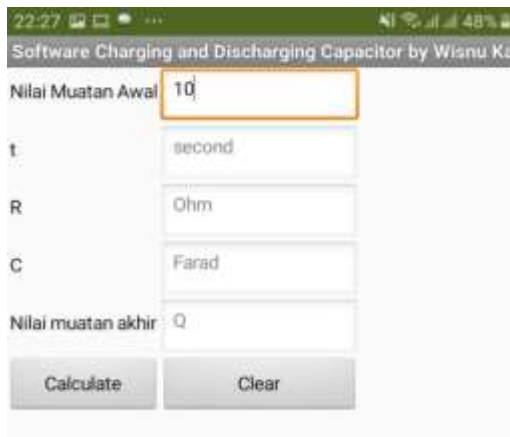 22:27 ... 48%
Software Charging and Discharging Capacitor by Wisnu Ka
Nilai Muatan Awal 10
t second
R Ohm
C Farad
Nilai muatan akhir Q
Calculate Clear